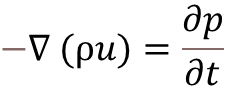 −∇ (ρu) = ∂p/∂t